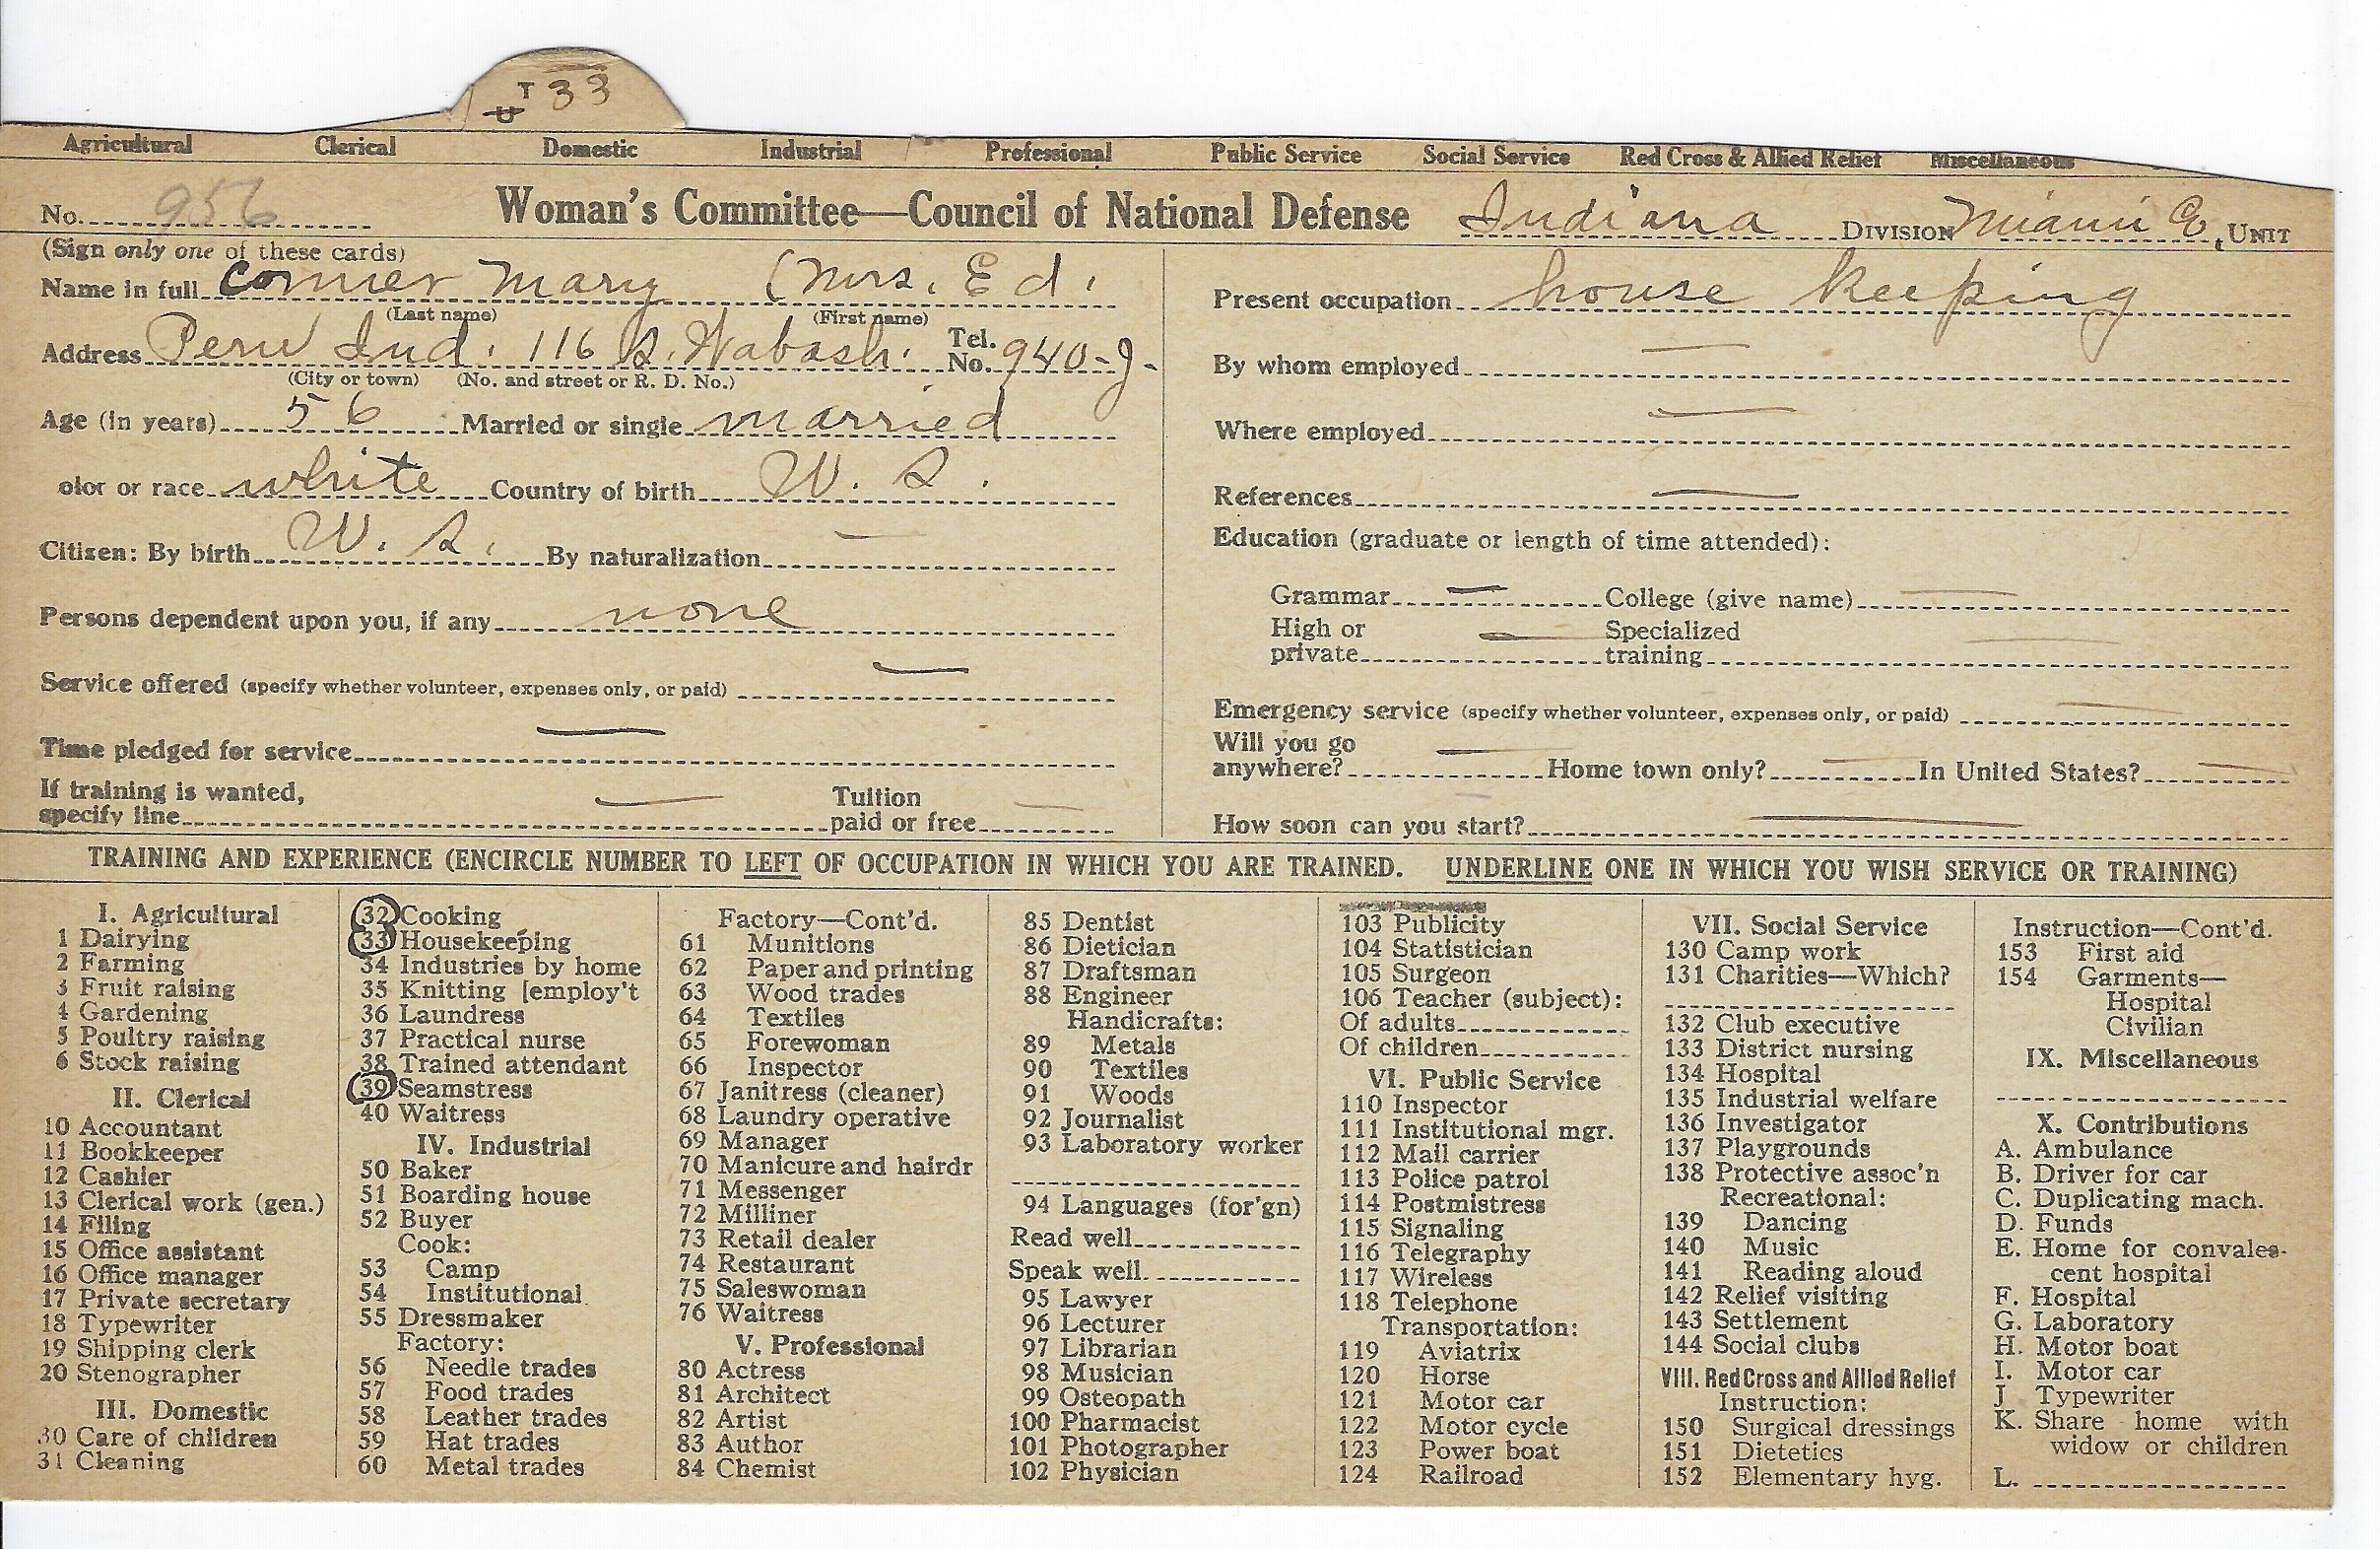 T 33
U
Agricultural Clerical Domestic Industrial Professional Public Service Social Service Red Cross & Allied Relief Miscellaneous
No. 956 Woman's Committee—Council of National Defense Indiana DIVISION Miami Co., UNIT
(Sign only one of these cards)
Name in full Conner Mary (Mrs. Ed.
(Last name) (First name)
Address Peru Ind. 116 S. Wabash. Tel. No. 940-J-
(City or town) (No. and street or R. D. No.)
Age (in years) 56 Married or single married
olor or race white Country of birth U. S.
Citizen: By birth U. S. By naturalization —
Persons dependent upon you, if any none
Service offered (specify whether volunteer, expenses only, or paid) —
Time pledged for service —
If training is wanted,
specify line — Tuition paid or free —
Present occupation house keeping
By whom employed —
Where employed —
References —
Education (graduate or length of time attended):
Grammar — College (give name) —
High or private — Specialized training —
Emergency service (specify whether volunteer, expenses only, or paid) —
Will you go
anywhere? — Home town only? — In United States? —
How soon can you start? —
TRAINING AND EXPERIENCE (ENCIRCLE NUMBER TO LEFT OF OCCUPATION IN WHICH YOU ARE TRAINED. UNDERLINE ONE IN WHICH YOU WISH SERVICE OR TRAINING)
I. Agricultural
1 Dairying
2 Farming
3 Fruit raising
4 Gardening
5 Poultry raising
6 Stock raising
II. Clerical
10 Accountant
11 Bookkeeper
12 Cashier
13 Clerical work (gen.)
14 Filing
15 Office assistant
16 Office manager
17 Private secretary
18 Typewriter
19 Shipping clerk
20 Stenographer
III. Domestic
30 Care of children
31 Cleaning
32 Cooking
33 Housekeeping
34 Industries by home
35 Knitting [employ't
36 Laundress
37 Practical nurse
38 Trained attendant
39 Seamstress
40 Waitress
IV. Industrial
50 Baker
51 Boarding house
52 Buyer
Cook:
53 Camp
54 Institutional
55 Dressmaker
Factory:
56 Needle trades
57 Food trades
58 Leather trades
59 Hat trades
60 Metal trades
Factory—Cont'd.
61 Munitions
62 Paper and printing
63 Wood trades
64 Textiles
65 Forewoman
66 Inspector
67 Janitress (cleaner)
68 Laundry operative
69 Manager
70 Manicure and hairdr
71 Messenger
72 Milliner
73 Retail dealer
74 Restaurant
75 Saleswoman
76 Waitress
V. Professional
80 Actress
81 Architect
82 Artist
83 Author
84 Chemist
85 Dentist
86 Dietician
87 Draftsman
88 Engineer
Handicrafts:
89 Metals
90 Textiles
91 Woods
92 Journalist
93 Laboratory worker
94 Languages (for'gn)
Read well
Speak well
95 Lawyer
96 Lecturer
97 Librarian
98 Musician
99 Osteopath
100 Pharmacist
101 Photographer
102 Physician
103 Publicity
104 Statistician
105 Surgeon
106 Teacher (subject):
Of adults
Of children
VI. Public Service
110 Inspector
111 Institutional mgr.
112 Mail carrier
113 Police patrol
114 Postmistress
115 Signaling
116 Telegraphy
117 Wireless
118 Telephone
Transportation:
119 Aviatrix
120 Horse
121 Motor car
122 Motor cycle
123 Power boat
124 Railroad
VII. Social Service
130 Camp work
131 Charities—Which?
132 Club executive
133 District nursing
134 Hospital
135 Industrial welfare
136 Investigator
137 Playgrounds
138 Protective assoc'n
Recreational:
139 Dancing
140 Music
141 Reading aloud
142 Relief visiting
143 Settlement
144 Social clubs
VIII. Red Cross and Allied Relief
Instruction:
150 Surgical dressings
151 Dietetics
152 Elementary hyg.
Instruction—Cont'd.
153 First aid
154 Garments—
Hospital
Civilian
IX. Miscellaneous
X. Contributions
A. Ambulance
B. Driver for car
C. Duplicating mach.
D. Funds
E. Home for convales-
cent hospital
F. Hospital
G. Laboratory
H. Motor boat
I. Motor car
J Typewriter
K. Share home with
widow or children
L.